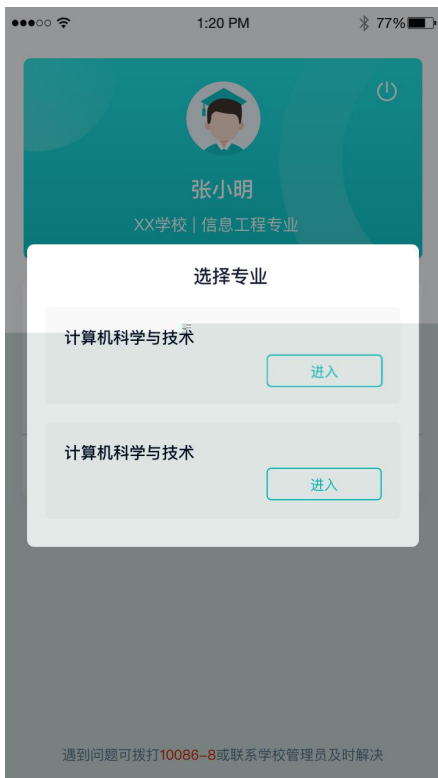 1:20 PM
77%
张小明
XX学校 | 信息工程专业
选择专业
计算机科学与技术
进入
计算机科学与技术
进入
遇到问题可拨打10086-8或联系学校管理员及时解决